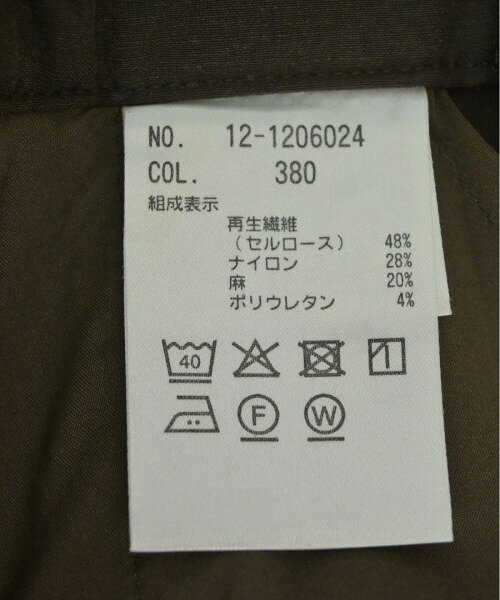 NO. 12-1206024
COL. 380
組成表示
再生繊維
(セルロース) 48%
ナイロン 28%
麻 20%
ポリウレタン 4%
40
F W